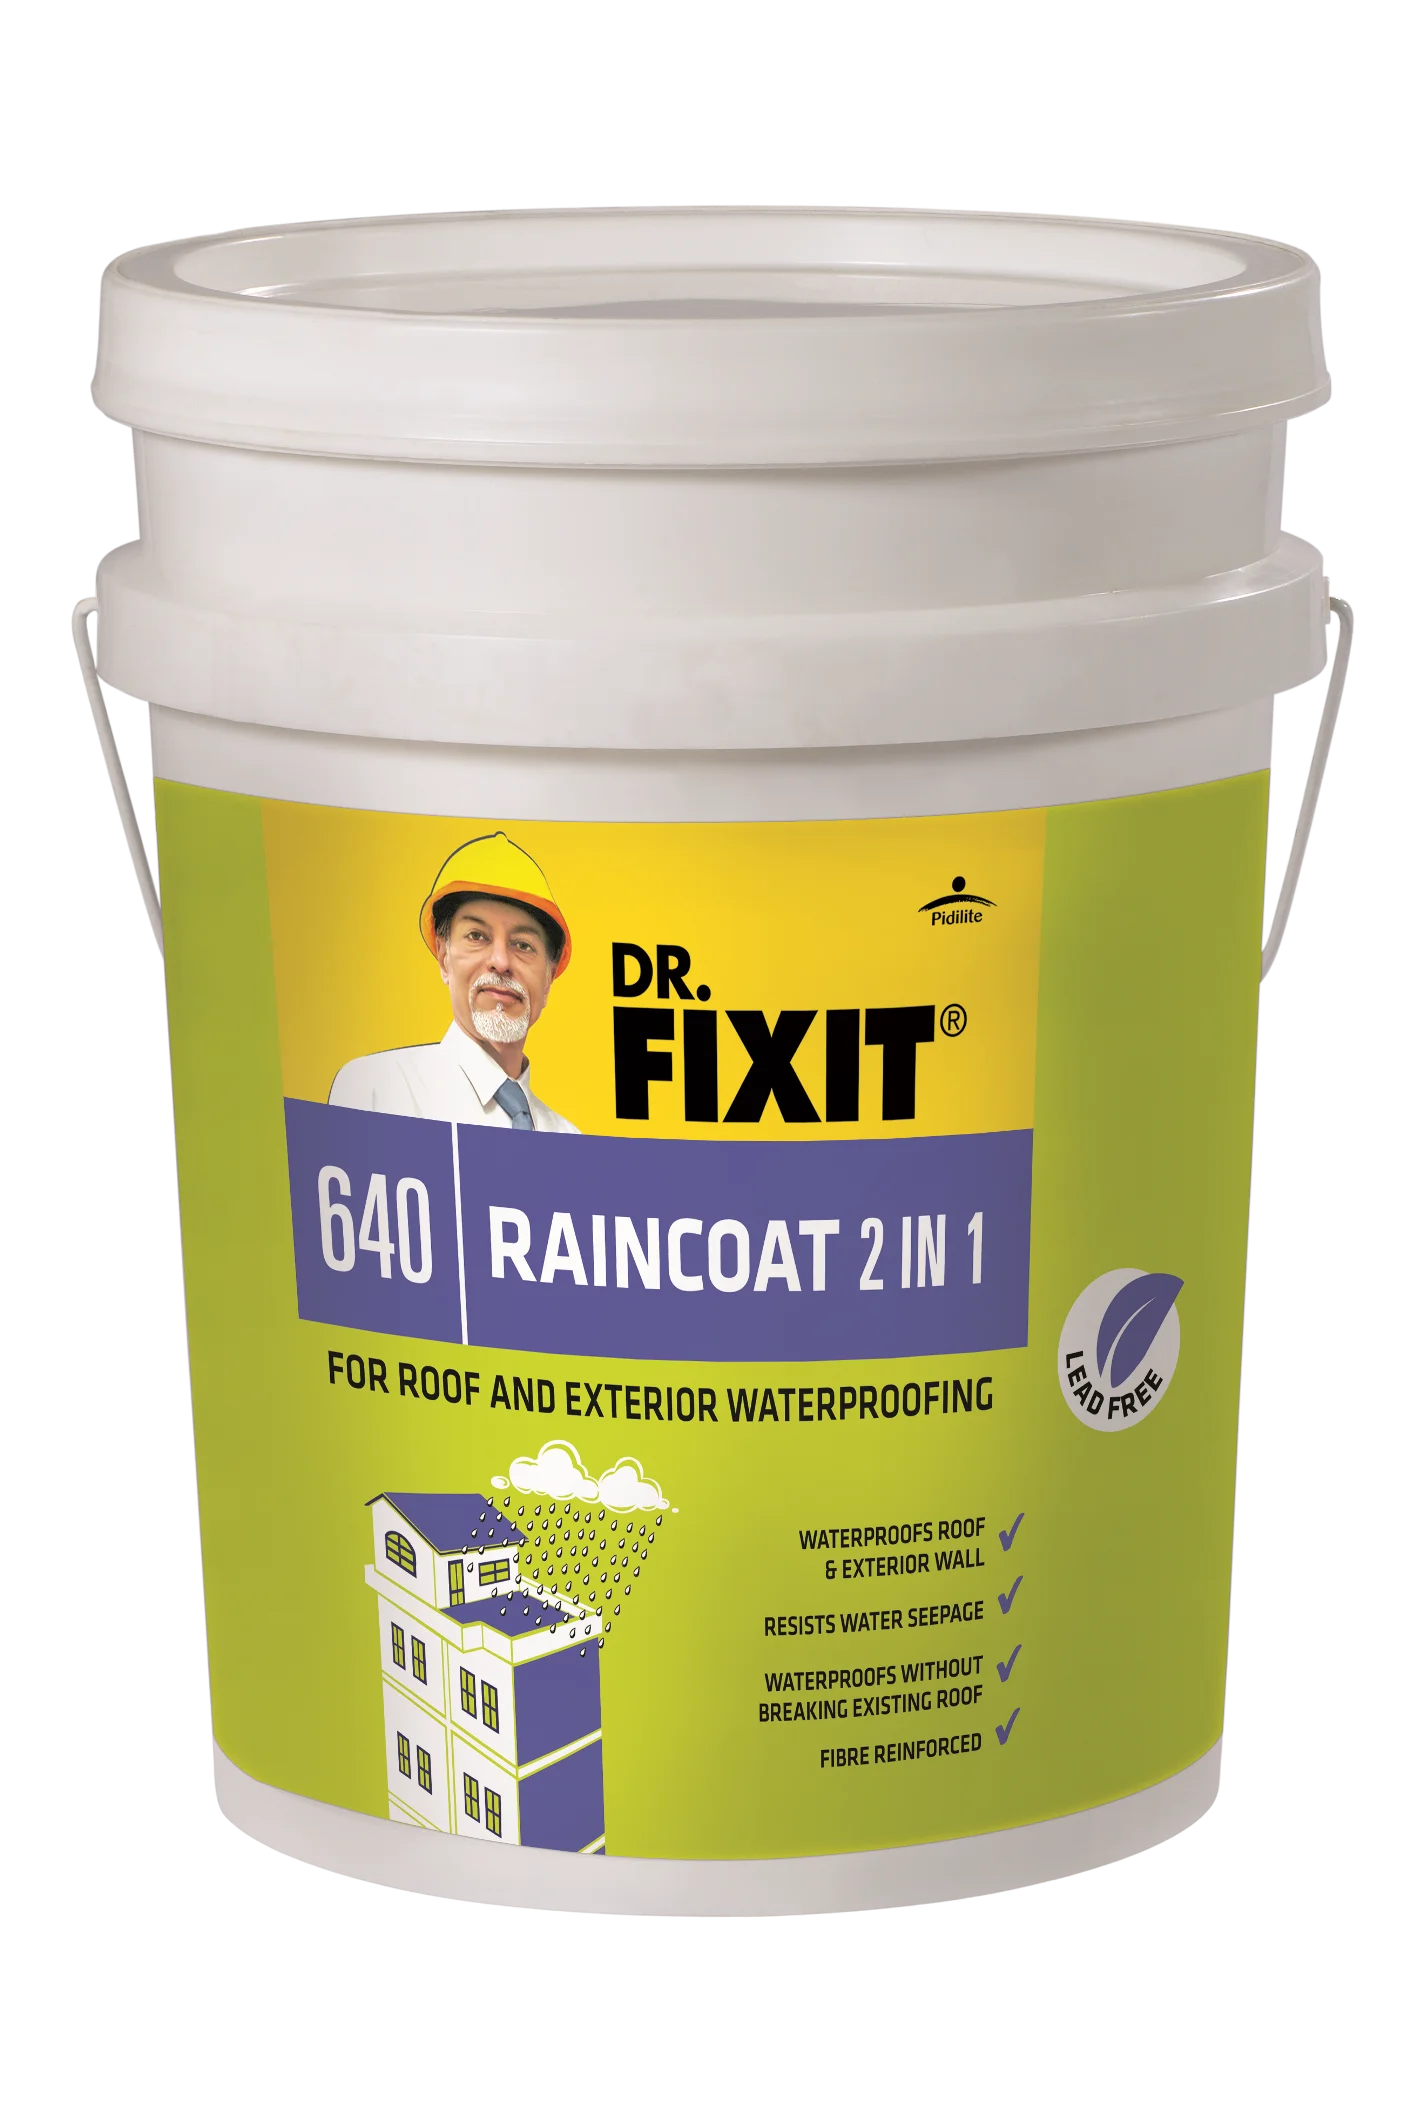 Pidilite
DR.
FIXIT®
640
RAINCOAT 2 IN 1
FOR ROOF AND EXTERIOR WATERPROOFING
LEAD FREE
WATERPROOFS ROOF
& EXTERIOR WALL
RESISTS WATER SEEPAGE
WATERPROOFS WITHOUT
BREAKING EXISTING ROOF
FIBRE REINFORCED